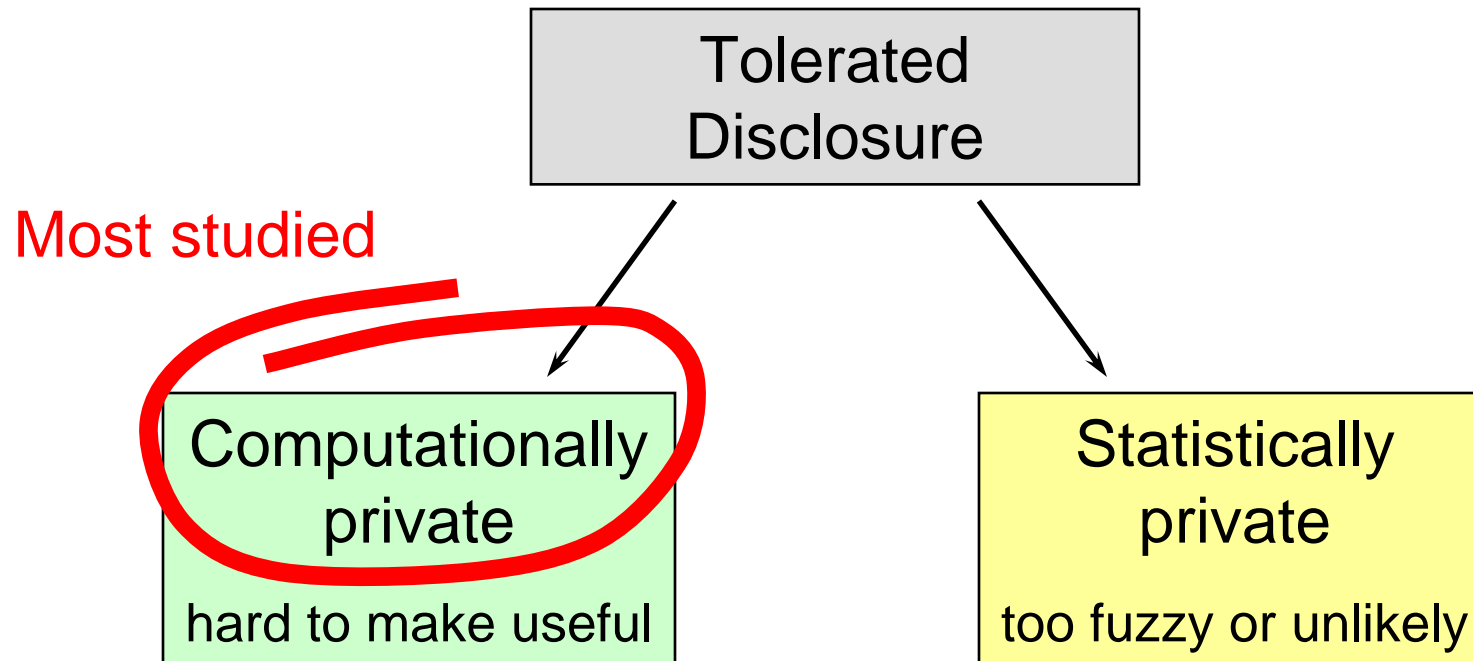 Tolerated
Disclosure
Most studied
Computationally
private
hard to make useful
Statistically
private
too fuzzy or unlikely